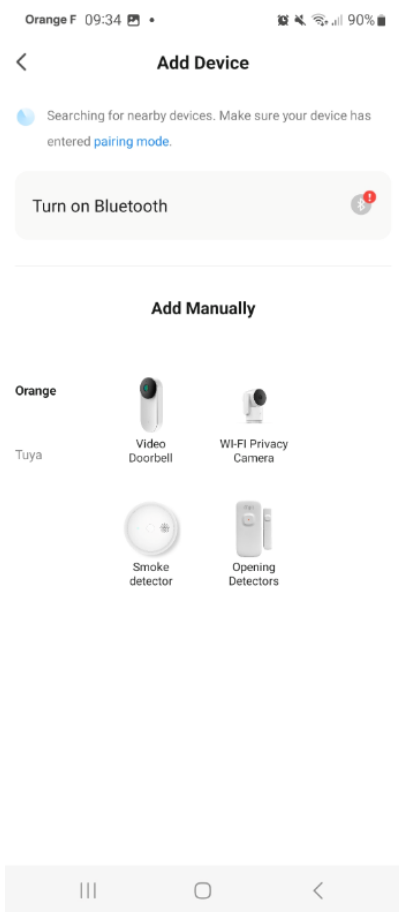 Orange F 09:34 90%
Add Device
Searching for nearby devices. Make sure your device has
entered pairing mode.
Turn on Bluetooth
Add Manually
Orange
Video
Doorbell
WI-FI Privacy
Camera
Tuya
Smoke
detector
Opening
Detectors